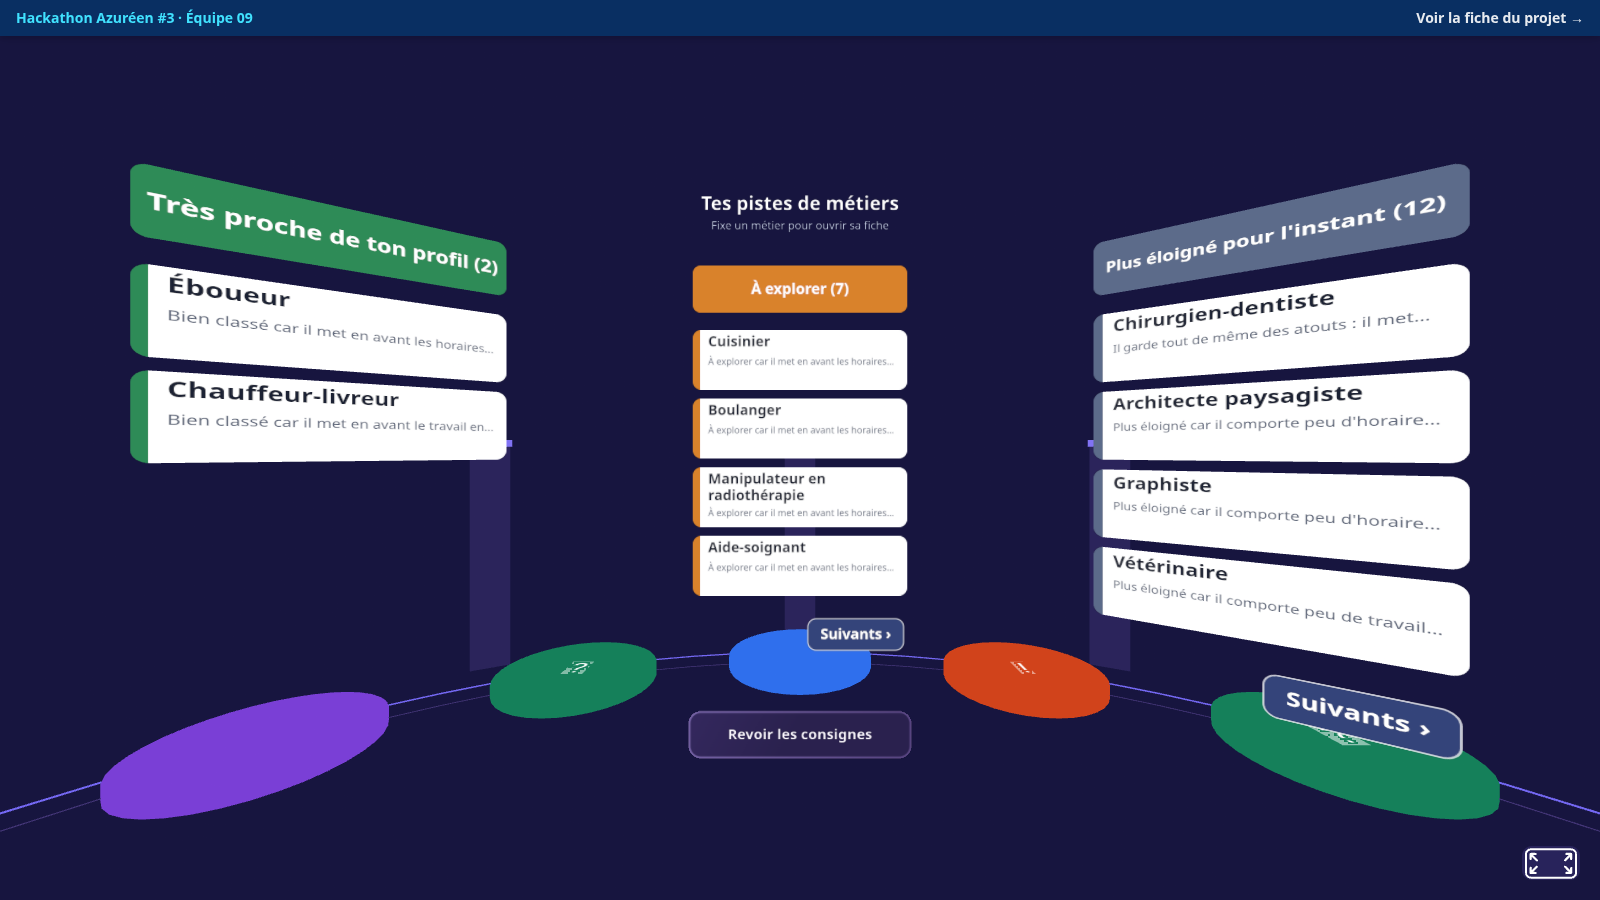 Hackathon Azuréen #3 · Équipe 09
Voir la fiche du projet →
Très proche de ton profil (2)
Éboueur
Bien classé car il met en avant les horaires...
Chauffeur-livreur
Bien classé car il met en avant le travail en...
Tes pistes de métiers
Fixe un métier pour ouvrir sa fiche
À explorer (7)
Cuisinier
À explorer car il met en avant les horaires...
Boulanger
À explorer car il met en avant les horaires...
Manipulateur en
radiothérapie
À explorer car il met en avant les horaires...
Aide-soignant
À explorer car il met en avant les horaires...
Suivants ›
Revoir les consignes
Plus éloigné pour l'instant (12)
Chirurgien-dentiste
Il garde tout de même des atouts : il met...
Architecte paysagiste
Plus éloigné car il comporte peu d'horaire...
Graphiste
Plus éloigné car il comporte peu d'horaire...
Vétérinaire
Plus éloigné car il comporte peu de travail...
Suivants ›